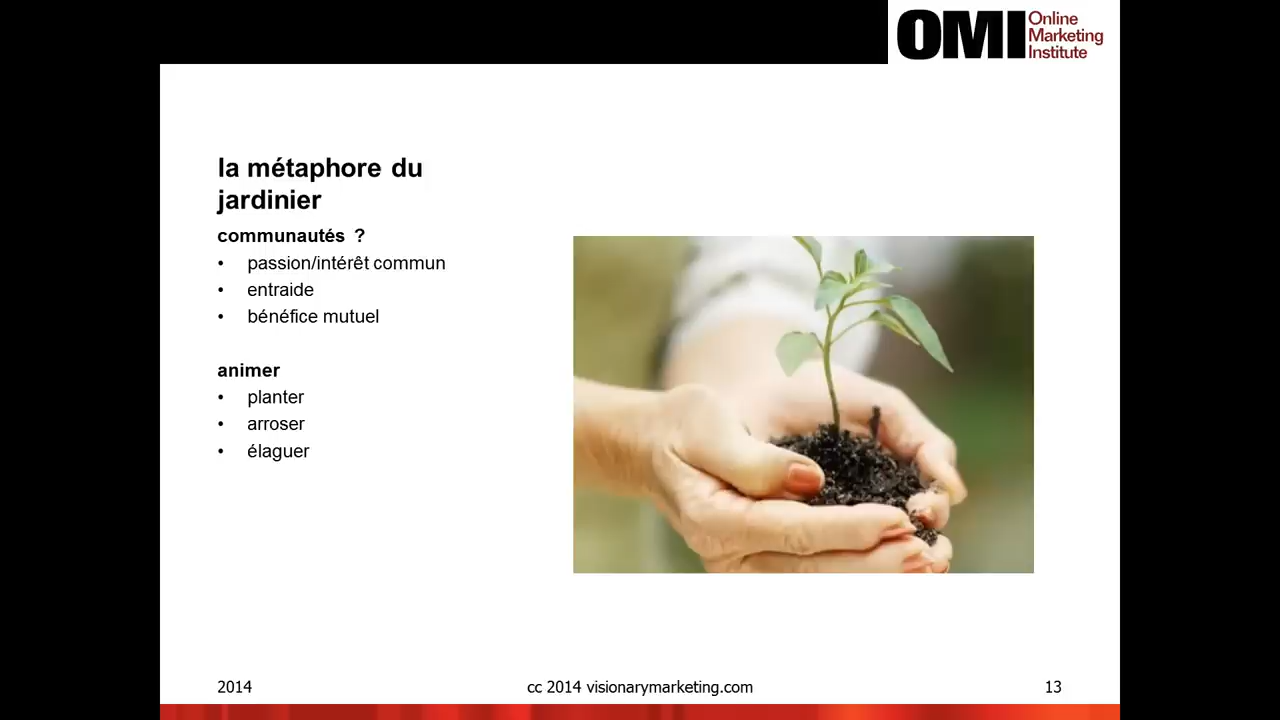 OMI Online
Marketing
Institute
la métaphore du
jardinier
communautés ?
• passion/intérêt commun
• entraide
• bénéfice mutuel
animer
• planter
• arroser
• élaguer
2014
cc 2014 visionarymarketing.com
13